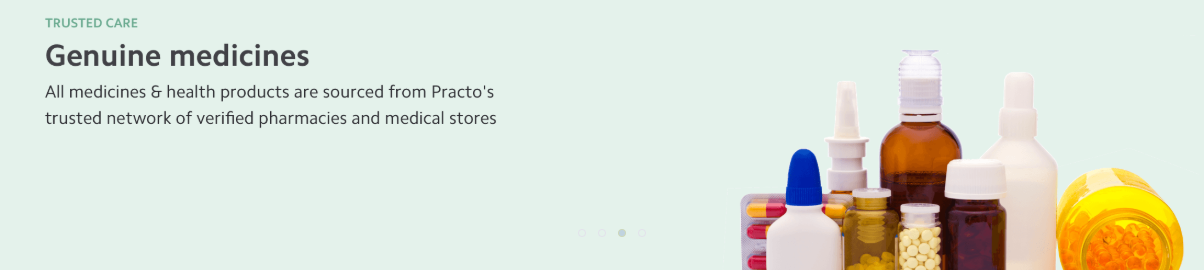 TRUSTED CARE
Genuine medicines
All medicines & health products are sourced from Practo's
trusted network of verified pharmacies and medical stores